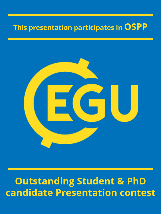 This presentation participates in OSPP
EGU
Outstanding Student & PhD
candidate Presentation contest